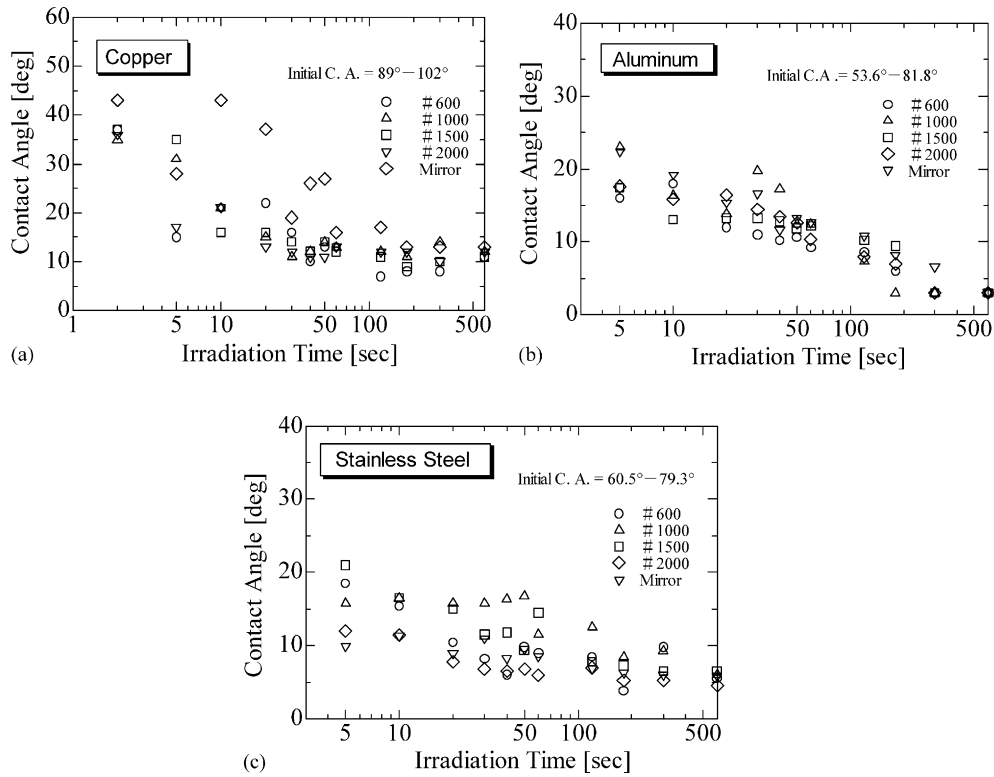 Copper
Initial C. A. = 89°－102°
＃600
＃1000
＃1500
＃2000
Mirror
60
50
40
30
20
10
0
Contact Angle [deg]
1 5 10 50 100 500
Irradiation Time [sec]
(a)
Aluminum
Initial C.A .= 53.6°－81.8°
＃600
＃1000
＃1500
＃2000
Mirror
40
30
20
10
0
Contact Angle [deg]
5 10 50 100 500
Irradiation Time [sec]
(b)
Stainless Steel
Initial C. A. = 60.5°－79.3°
＃600
＃1000
＃1500
＃2000
Mirror
40
30
20
10
0
Contact Angle [deg]
5 10 50 100 500
Irradiation Time [sec]
(c)